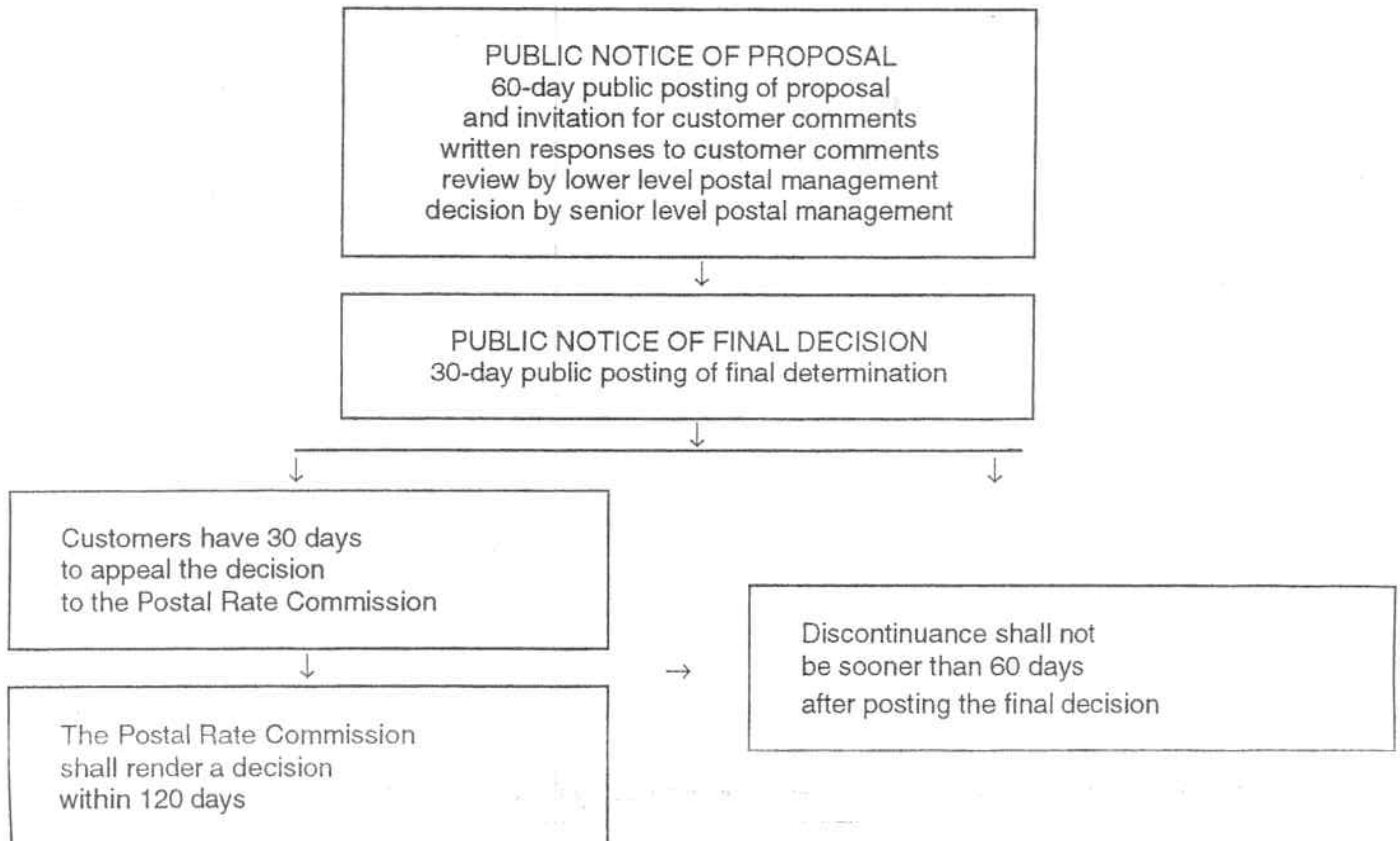 PUBLIC NOTICE OF PROPOSAL
60-day public posting of proposal
and invitation for customer comments
written responses to customer comments
review by lower level postal management
decision by senior level postal management
↓
PUBLIC NOTICE OF FINAL DECISION
30-day public posting of final determination
↓
↓ ↓
Customers have 30 days
to appeal the decision
to the Postal Rate Commission
↓
→
Discontinuance shall not
be sooner than 60 days
after posting the final decision
The Postal Rate Commission
shall render a decision
within 120 days